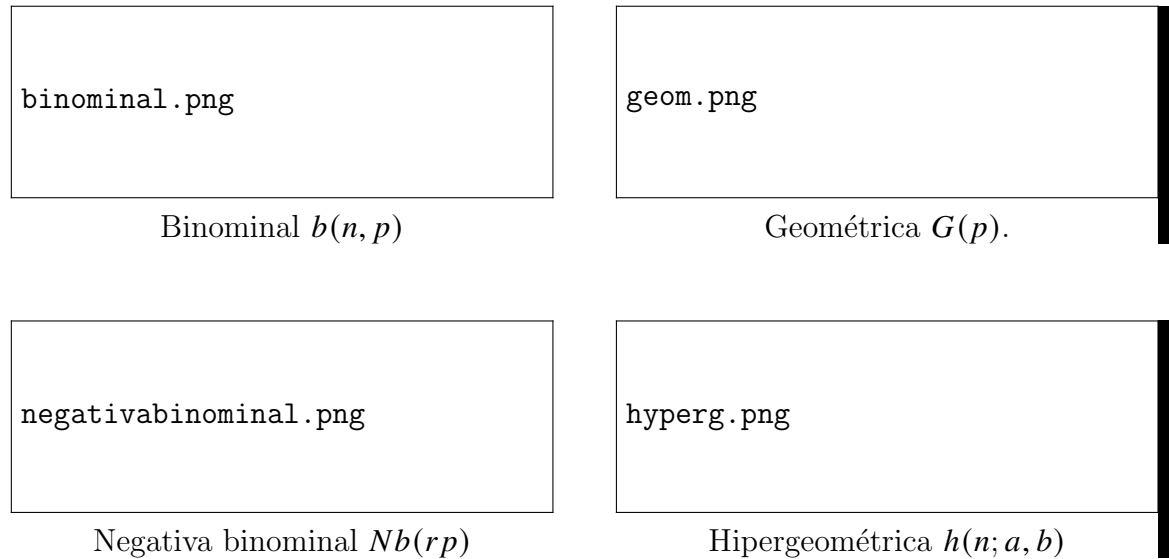 binominal.png
geom.png
Binominal b(n, p)
Geométrica G(p).
negativabinominal.png
hyperg.png
Negativa binominal Nb(rp)
Hipergeométrica h(n; a, b)